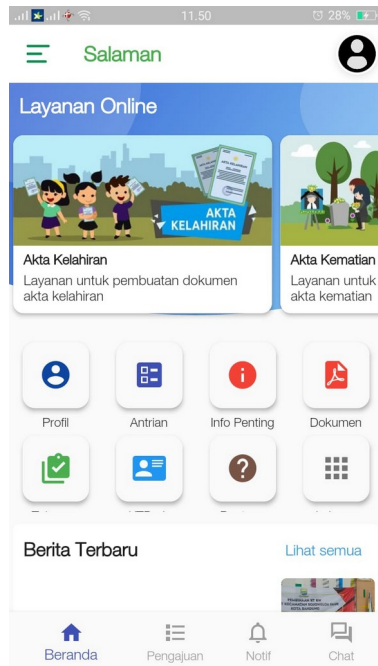 11.50
28%
Salaman
Layanan Online
AKTA
KELAHIRAN
Akta Kelahiran
Layanan untuk pembuatan dokumen
akta kelahiran
Akta Kematian
Layanan untuk
akta kematian
Profil
Antrian
Info Penting
Dokumen
Berita Terbaru
Lihat semua
Beranda
Pengajuan
Notif
Chat